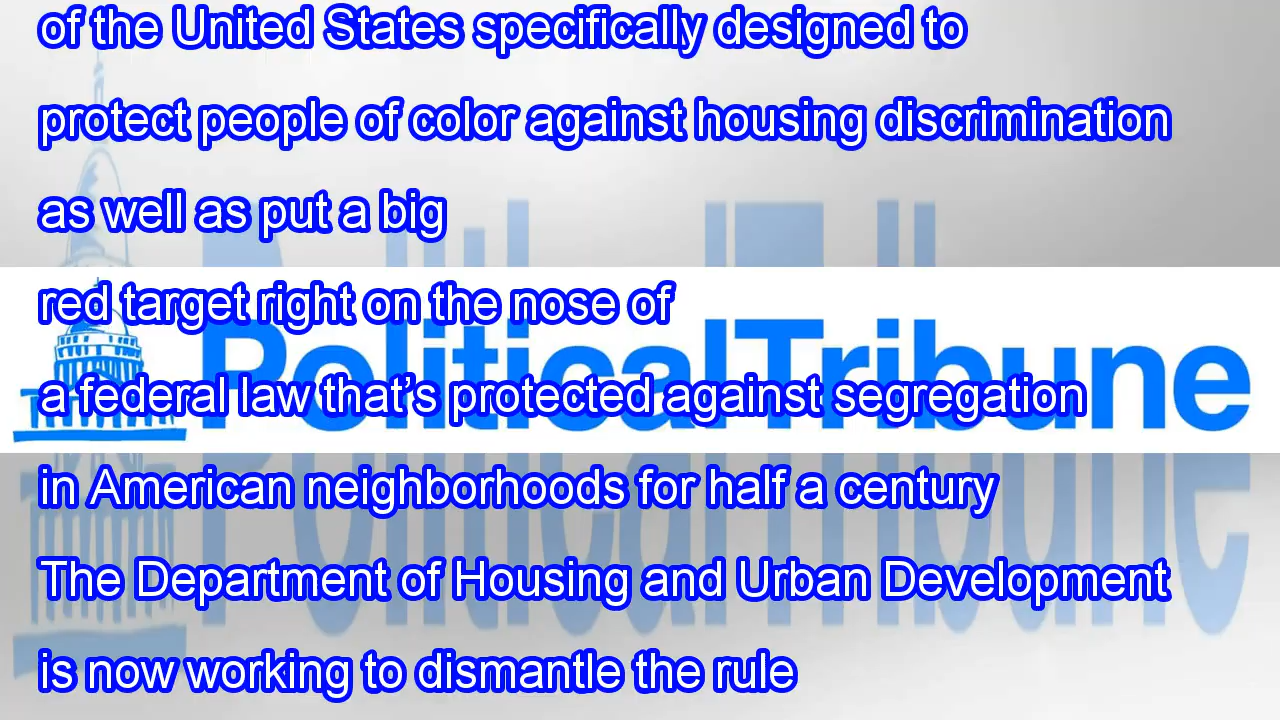 of the United States specifically designed to
protect people of color against housing discrimination
as well as put a big
red target right on the nose of
PoliticalTribune
a federal law that’s protected against segregation
in American neighborhoods for half a century
The Department of Housing and Urban Development
is now working to dismantle the rule